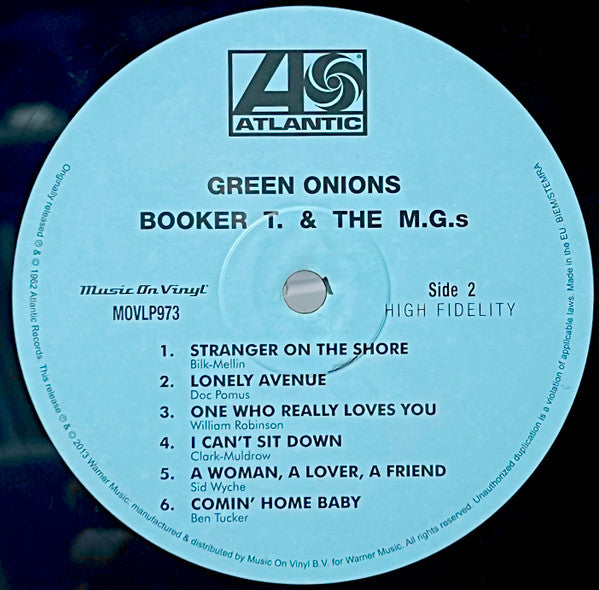 ATLANTIC
GREEN ONIONS
BOOKER T. & THE M.G.s
Music On Vinyl
MOVLP973
Side 2
HIGH FIDELITY
1. STRANGER ON THE SHORE
Bilk-Mellin
2. LONELY AVENUE
Doc Pomus
3. ONE WHO REALLY LOVES YOU
William Robinson
4. I CAN'T SIT DOWN
Clark-Muldrow
5. A WOMAN, A LOVER, A FRIEND
Sid Wyche
6. COMIN' HOME BABY
Ben Tucker
Originally released ℗ & © 1962 Atlantic Records. This release ℗ & © 2013 Warner Music, manufactured & distributed by Music On Vinyl B.V. for Warner Music. All rights reserved. Unauthorized duplication is a violation of applicable laws. Made in the EU. BIEM/STEMRA